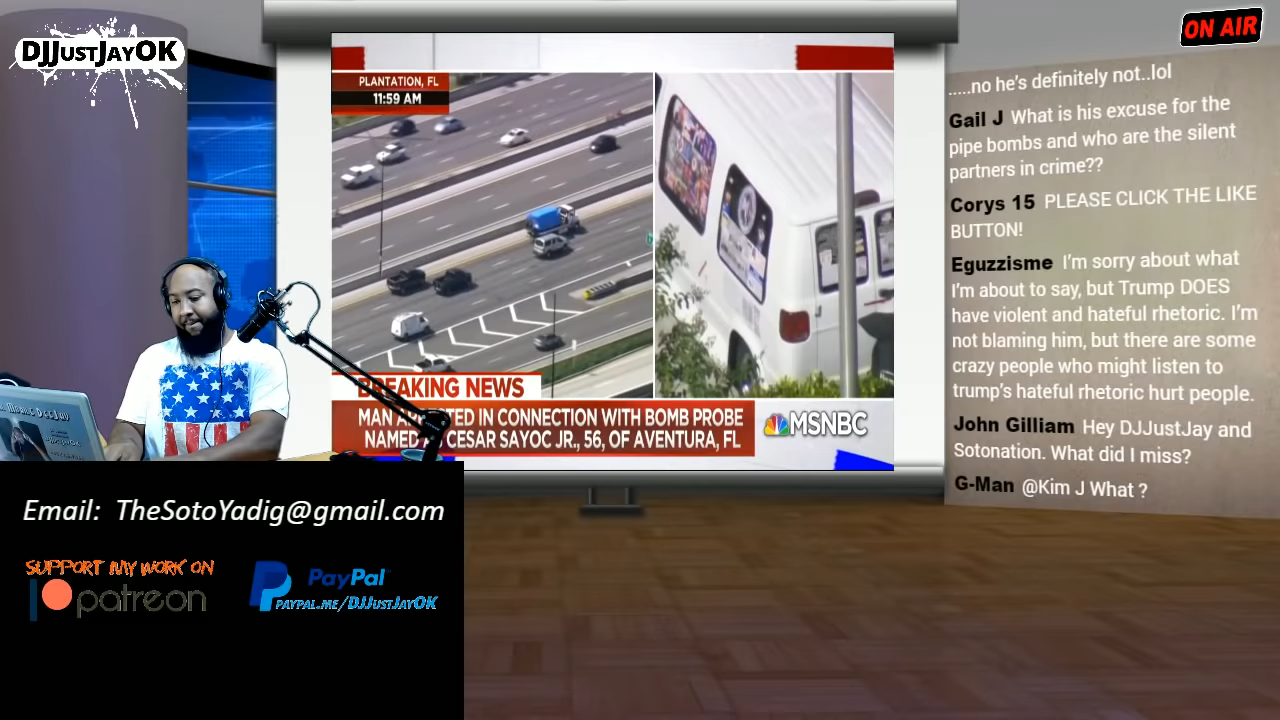 DJJUSTJAYOK
ON AIR
PLANTATION, FL
11:59 AM
BREAKING NEWS
MAN TED IN CONNECTION WITH BOMB PROBE
NAMED CESAR SAYOC JR., 56, OF AVENTURA, FL
MSNBC
.....no he's definitely not..lol
Gail J What is his excuse for the
pipe bombs and who are the silent
partners in crime??
Corys 15 PLEASE CLICK THE LIKE
BUTTON!
Eguzzisme I'm sorry about what
I'm about to say, but Trump DOES
have violent and hateful rhetoric. I'm
not blaming him, but there are some
crazy people who might listen to
trump's hateful rhetoric hurt people.
John Gilliam Hey DJJustJay and
Sotonation. What did I miss?
G-Man @Kim J What ?
Email: TheSotoYadig@gmail.com
SUPPORT MY WORK ON
patreon
PayPal
PAYPAL.ME/DJJUSTJAYOK